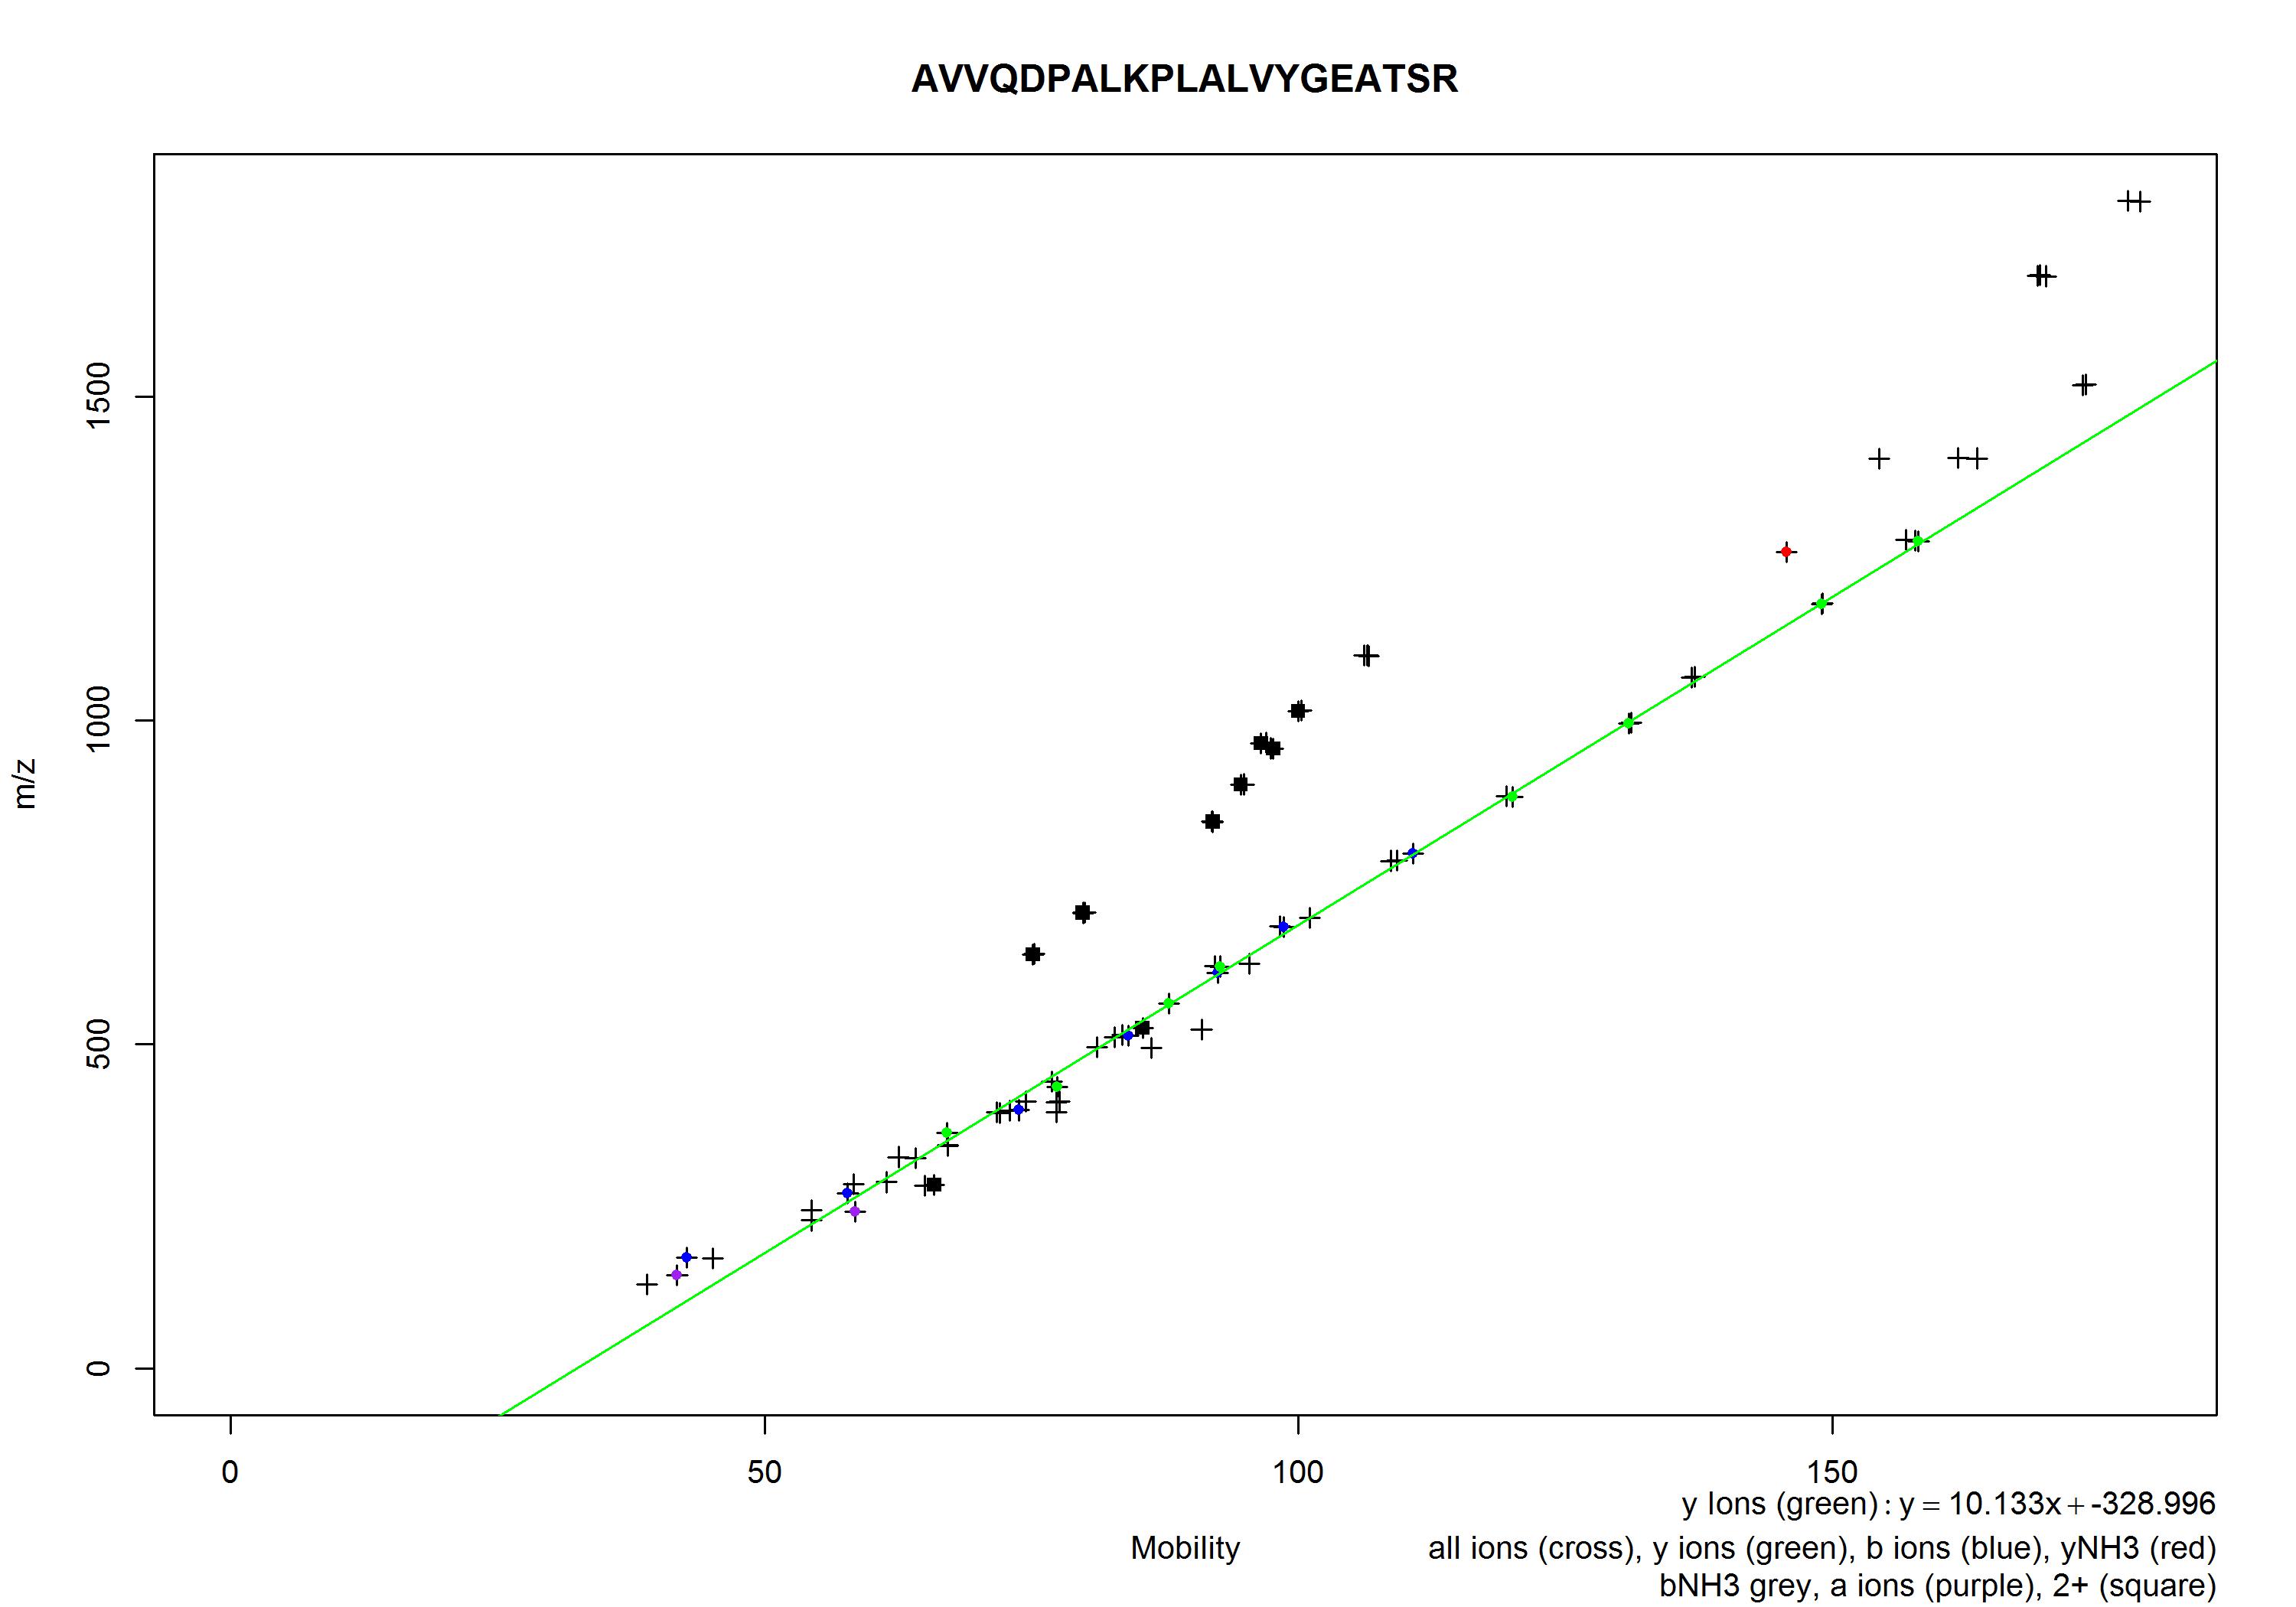 AVVQDPALKPLALVYGEATSR
1500
1000
500
0
m/z
0 50 100 150
y Ions (green) : y = 10.133x + -328.996
Mobility all ions (cross), y ions (green), b ions (blue), yNH3 (red)
bNH3 grey, a ions (purple), 2+ (square)